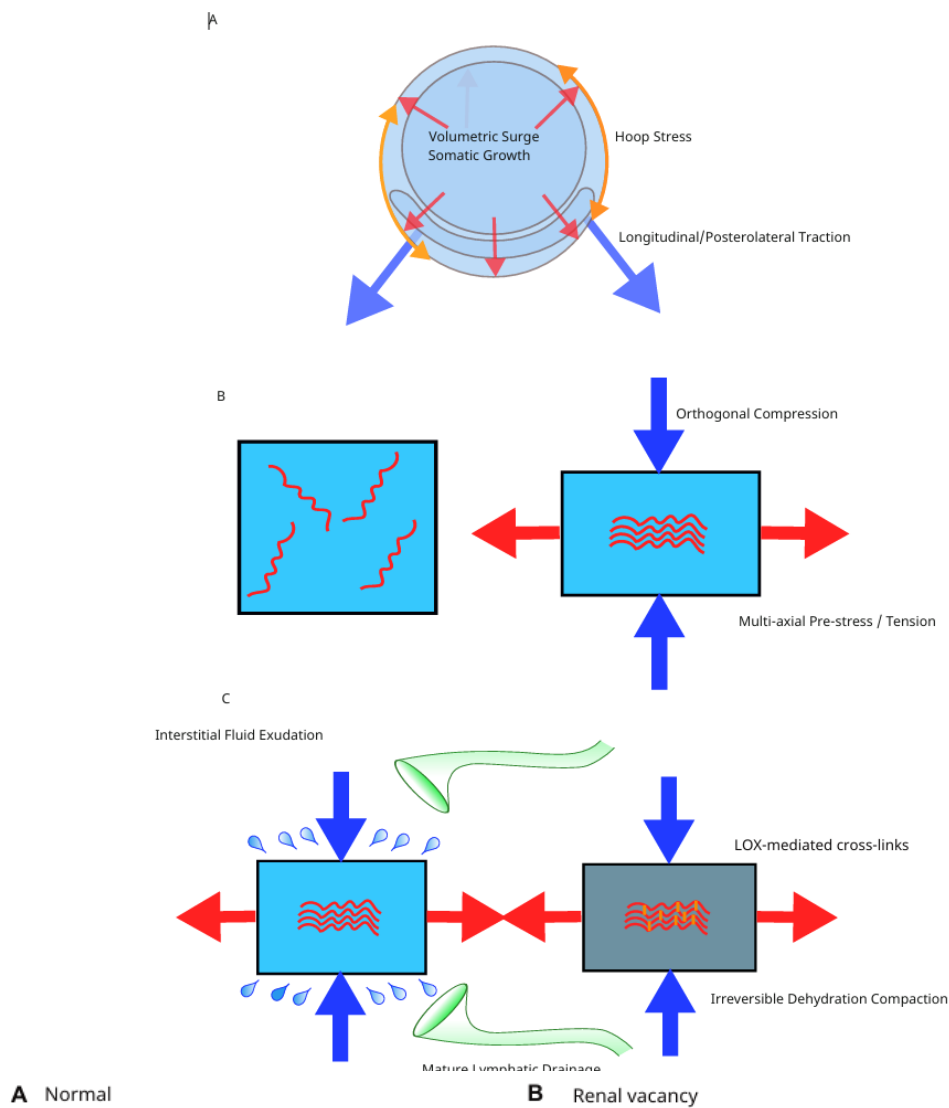 A
Volumetric Surge
Somatic Growth
Hoop Stress
Longitudinal/Posterolateral Traction
B
Orthogonal Compression
Multi-axial Pre-stress / Tension
C
Interstitial Fluid Exudation
LOX-mediated cross-links
Irreversible Dehydration Compaction
Mature Lymphatic Drainage
A Normal
B Renal vacancy